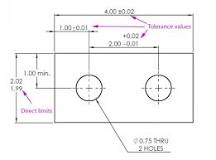 4.00 ±0.02
Tolerance values
1.00 -0.01
+0.02
2.00 -0.01
1.00 min.
2.02
1.99
Direct limits
Ø 0.75 THRU
2 HOLES